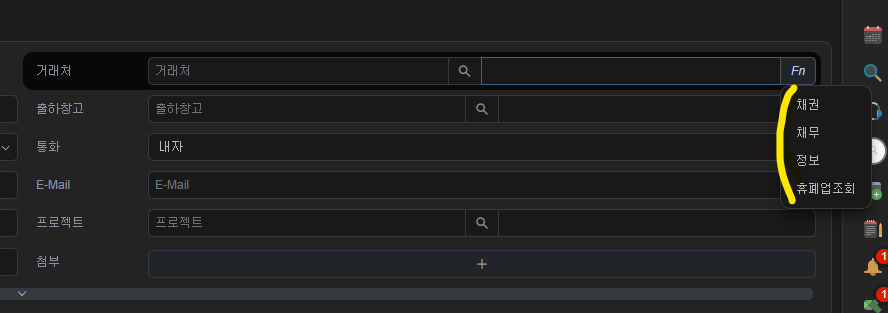 거래처 거래처 Fn
채권
출하창고 출하창고
채무
통화 내자
정보
E-Mail E-Mail
휴폐업조회
프로젝트 프로젝트
첨부 +
1
1